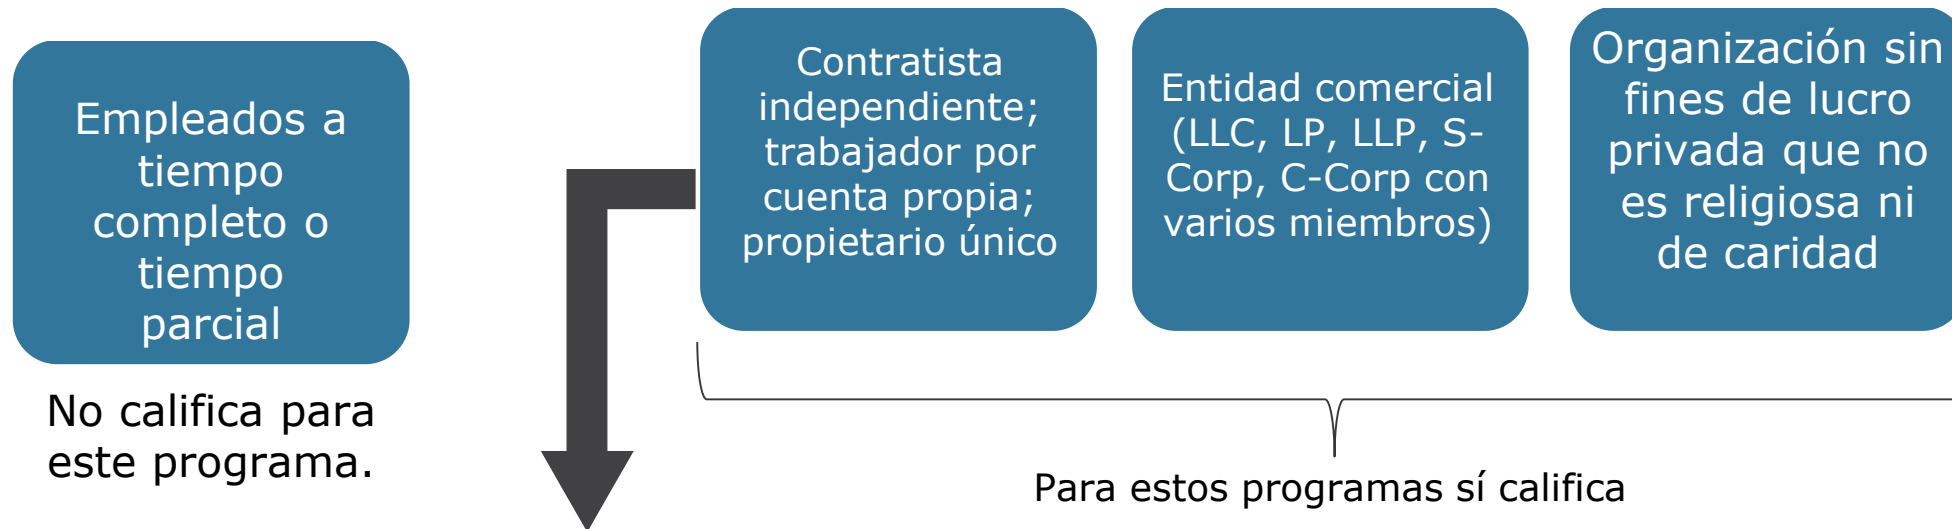 Empleados a
tiempo
completo o
tiempo
parcial
No califica para
este programa.
Contratista
independiente;
trabajador por
cuenta propia;
propietario único
Entidad comercial
(LLC, LP, LLP, S-
Corp, C-Corp con
varios miembros)
Organización sin
fines de lucro
privada que no
es religiosa ni
de caridad
Para estos programas sí califica